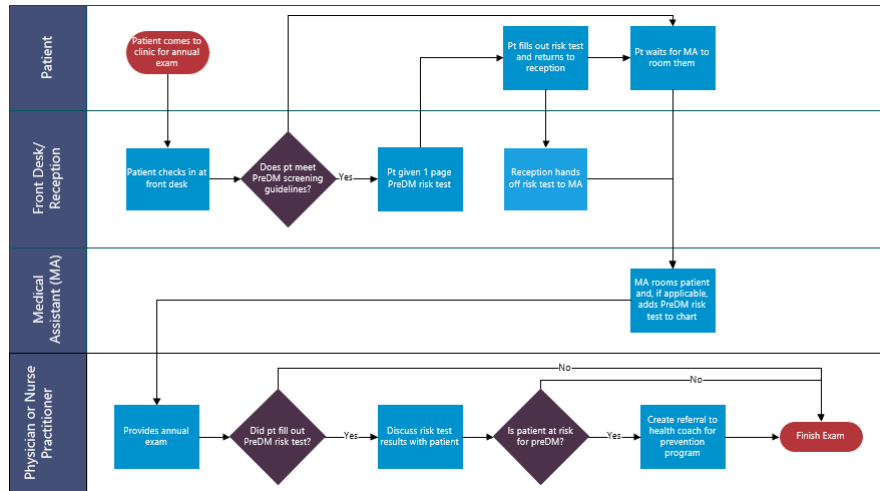 Patient
Patient comes to
clinic for annual
exam
Pt fills out risk test
and returns to
reception
Pt waits for MA to
room them
Front Desk/
Reception
Patient checks in at
front desk
Does pt meet
PreDM screening
guidelines?
Yes
Pt given 1 page
PreDM risk test
Reception hands
off risk test to MA
Medical
Assistant (MA)
MA rooms patient
and, if applicable,
adds PreDM risk
test to chart
Physician or Nurse
Practitioner
Provides annual
exam
Did pt fill out
PreDM risk test?
No
Yes
Discuss risk test
results with patient
Is patient at risk
for preDM?
No
Yes
Create referral to
health coach for
prevention
program
Finish Exam